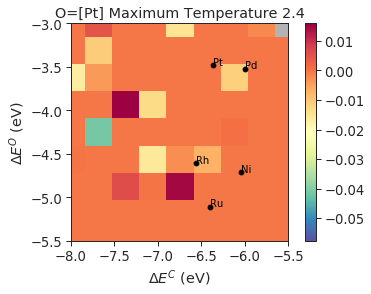 O=[Pt] Maximum Temperature 2.4
−3.0
−3.5
−4.0
−4.5
−5.0
−5.5
ΔE^O (eV)
Pt
Pd
Rh
Ni
Ru
−8.0 −7.5 −7.0 −6.5 −6.0 −5.5
ΔE^C (eV)
0.01
0.00
−0.01
−0.02
−0.03
−0.04
−0.05